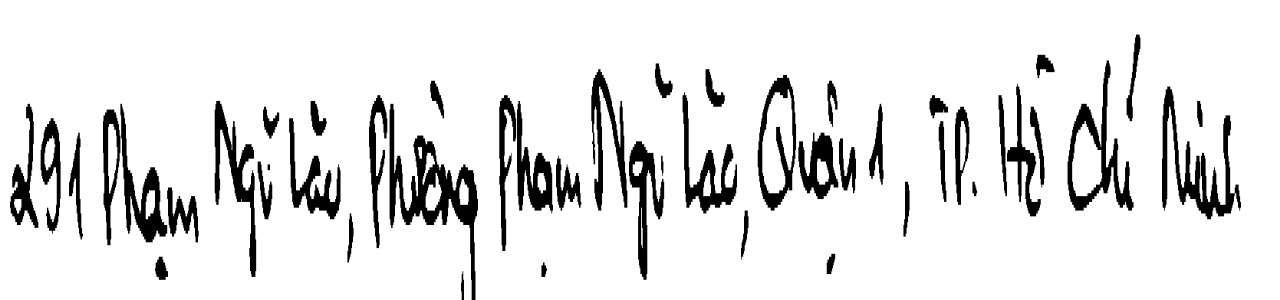 291 Phạm Ngũ Lão, Phường Phạm Ngũ Lão, Quận 1, TP. Hồ Chí Minh